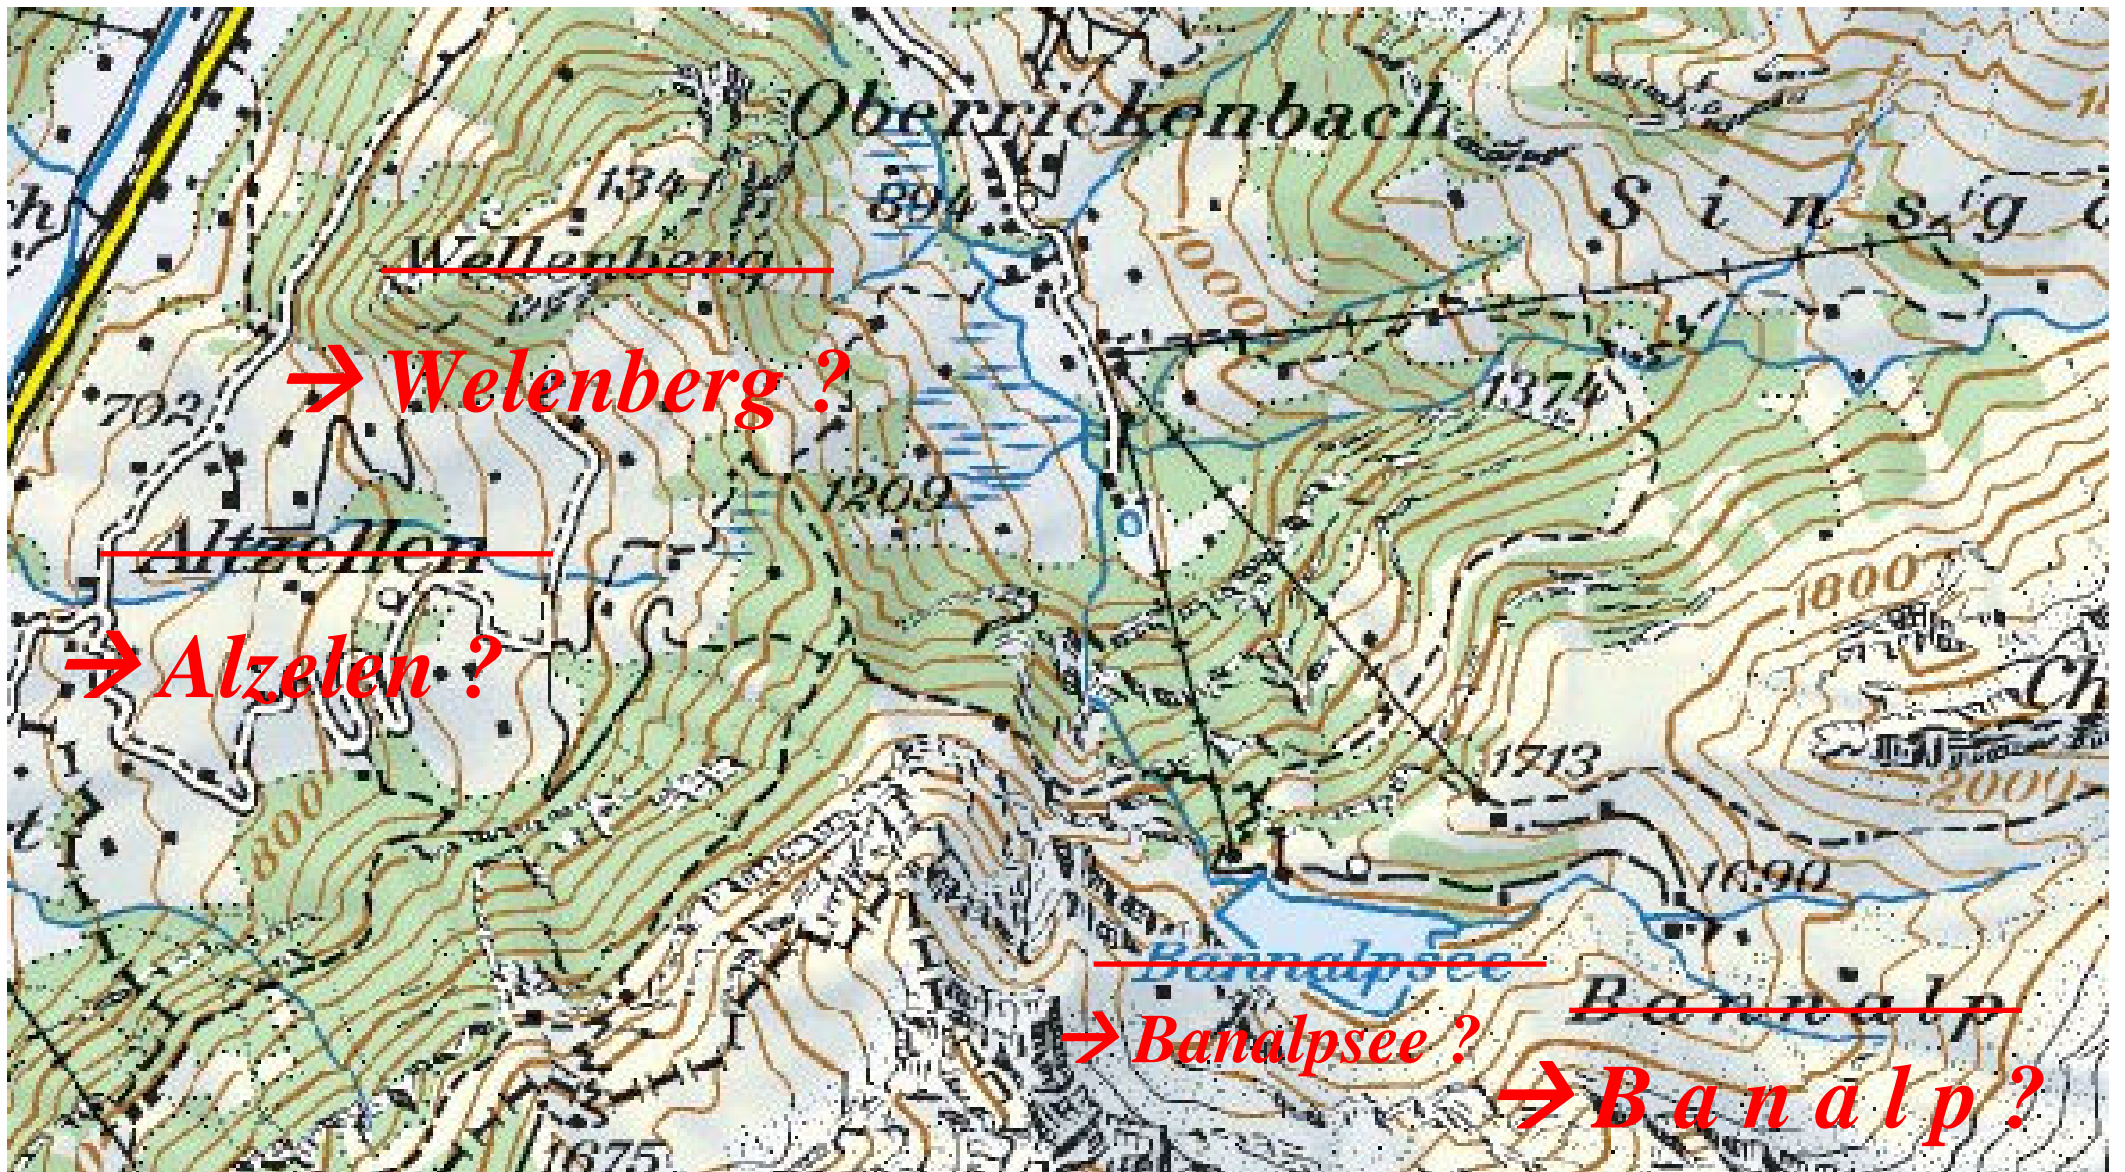 Oberrickenbach
1341
894
h
S i n s g
Wellenberg
1000
→ Welenberg ?
702
1374
1209
Altzellen
1800
→ Alzelen ?
Ch
1713
2000
800
t
1690
Bannalpsee
Bannalp
→ Banalpsee ?
→ B a n a l p ?
1675